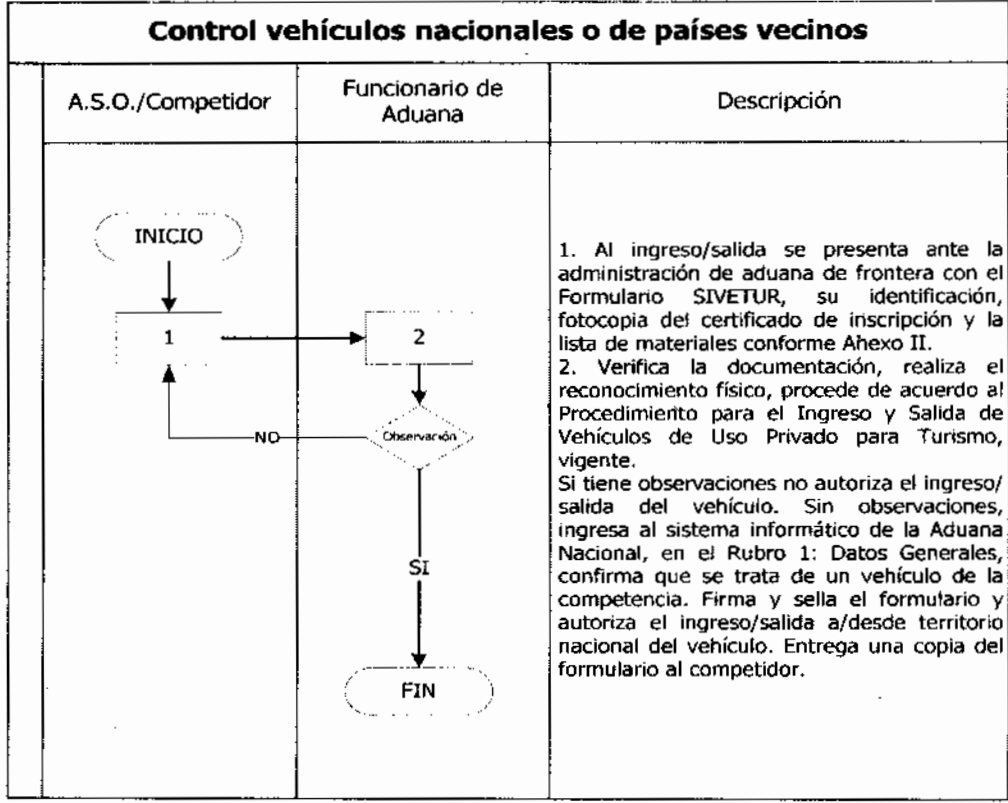 Control vehículos nacionales o de países vecinos
A.S.O./Competidor
Funcionario de
Aduana
Descripción
INICIO
1
2
Observación
NO
SI
FIN
1. Al ingreso/salida se presenta ante la
administración de aduana de frontera con el
Formulario SIVETUR, su identificación,
fotocopia del certificado de inscripción y la
lista de materiales conforme Ahexo II.
2. Verifica la documentación, realiza el
reconocimiento físico, procede de acuerdo al
Procedimiento para el Ingreso y Salida de
Vehículos de Uso Privado para Turismo,
vigente.
Si tiene observaciones no autoriza el ingreso/
salida del vehículo. Sin observaciones,
ingresa al sistema informático de la Aduana
Nacional, en el Rubro 1: Datos Generales,
confirma que se trata de un vehículo de la
competencia. Firma y sella el formulario y
autoriza el ingreso/salida a/desde territorio
nacional del vehículo. Entrega una copia del
formulario al competidor.